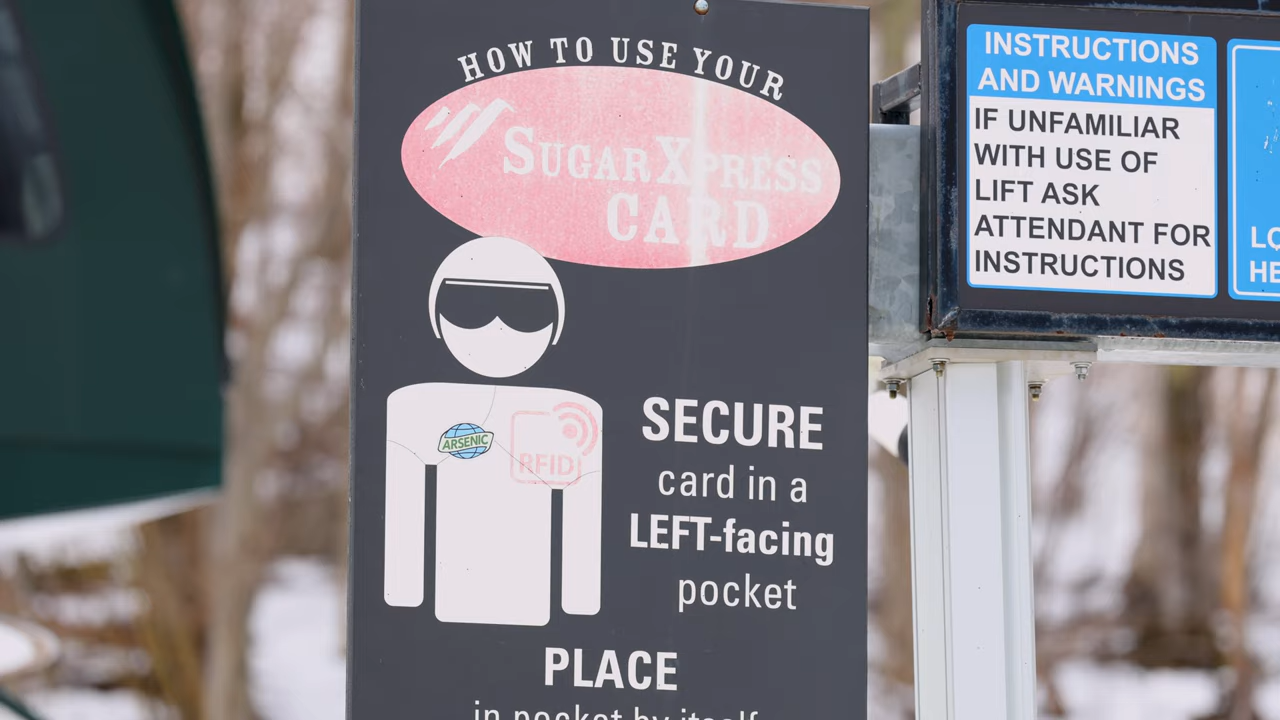 HOW TO USE YOUR
SUGARXPRESS
CARD
ARSENIC
RFID
SECURE
card in a
LEFT-facing
pocket
PLACE
in pocket by itself
INSTRUCTIONS
AND WARNINGS
IF UNFAMILIAR
WITH USE OF
LIFT ASK
ATTENDANT FOR
INSTRUCTIONS